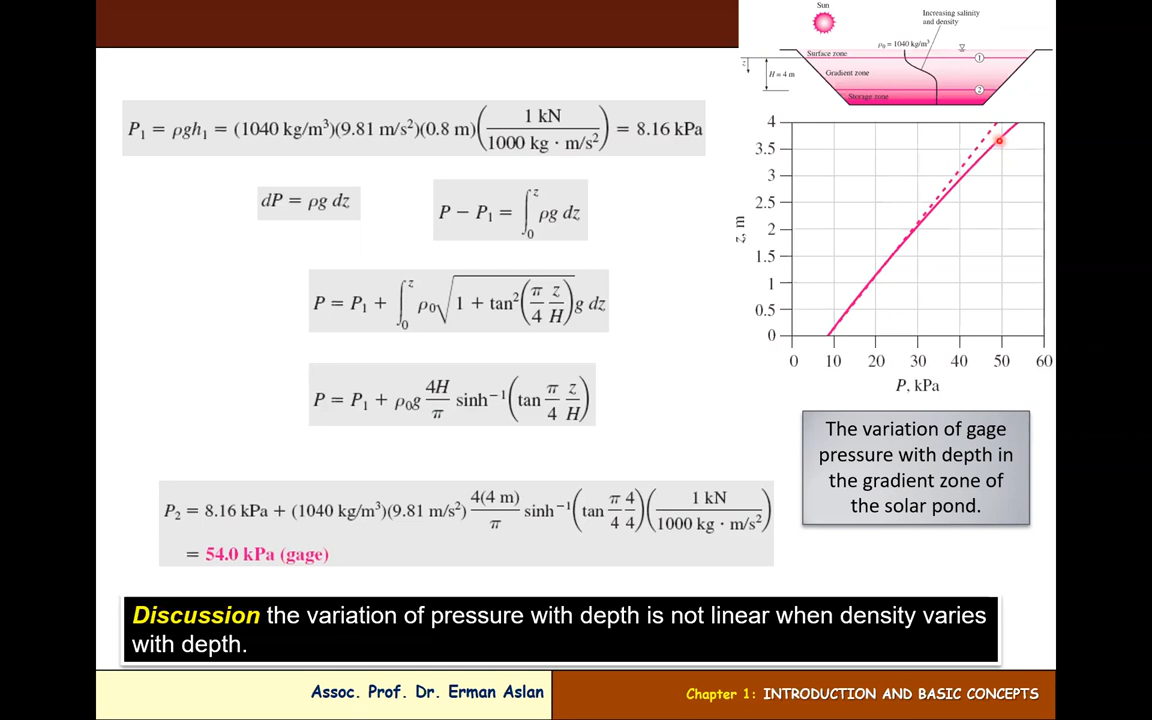 Sun
Increasing salinity
and density
ρ₀ = 1040 kg/m³
Surface zone
1
z
H = 4 m
Gradient zone
2
Storage zone
P₁ = ρgh₁ = (1040 kg/m³)(9.81 m/s²)(0.8 m)(1 kN / 1000 kg · m/s²) = 8.16 kPa
dP = ρg dz
P − P₁ = ∫₀ᶻ ρg dz
P = P₁ + ∫₀ᶻ ρ₀√(1 + tan²(π/4 z/H)) g dz
P = P₁ + ρ₀g 4H/π sinh⁻¹(tan π/4 z/H)
P₂ = 8.16 kPa + (1040 kg/m³)(9.81 m/s²) 4(4 m)/π sinh⁻¹(tan π/4 4/4)(1 kN / 1000 kg · m/s²)
= 54.0 kPa (gage)
4
3.5
3
2.5
2
1.5
1
0.5
0
z, m
0 10 20 30 40 50 60
P, kPa
The variation of gage
pressure with depth in
the gradient zone of
the solar pond.
Discussion the variation of pressure with depth is not linear when density varies
with depth.
Assoc. Prof. Dr. Erman Aslan
Chapter 1: INTRODUCTION AND BASIC CONCEPTS